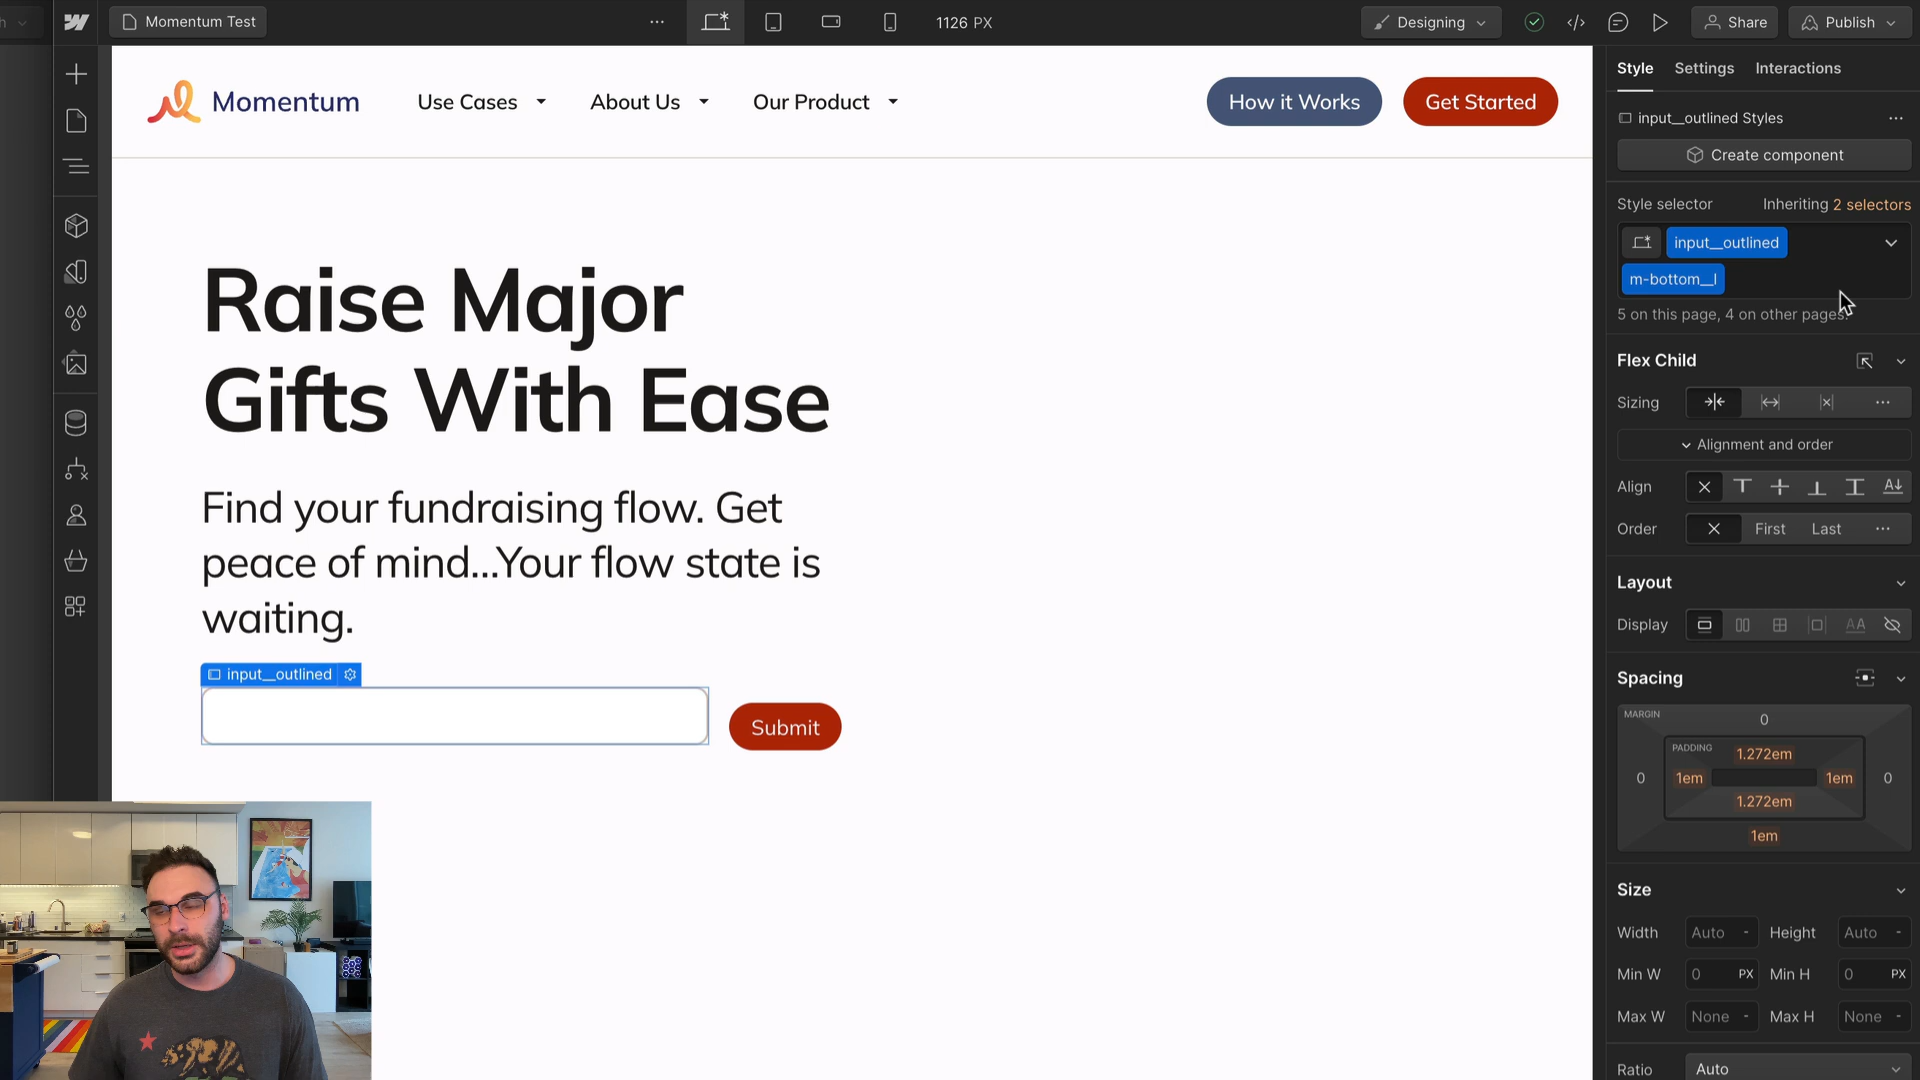 Momentum Test
1126 PX
Designing
Share
Publish
Momentum
Use Cases
About Us
Our Product
How it Works
Get Started
Raise Major
Gifts With Ease
Find your fundraising flow. Get
peace of mind...Your flow state is
waiting.
input__outlined
Submit
Style
Settings
Interactions
input__outlined Styles
Create component
Style selector
Inheriting 2 selectors
input__outlined
m-bottom__l
5 on this page, 4 on other pages.
Flex Child
Sizing
Alignment and order
Align
Order
First
Last
Layout
Display
Spacing
MARGIN
0
PADDING
1.272em
0
1em
1em
0
1.272em
1em
Size
Width
Auto
-
Height
Auto
-
Min W
0
PX
Min H
0
PX
Max W
None
-
Max H
None
-
Ratio
Auto